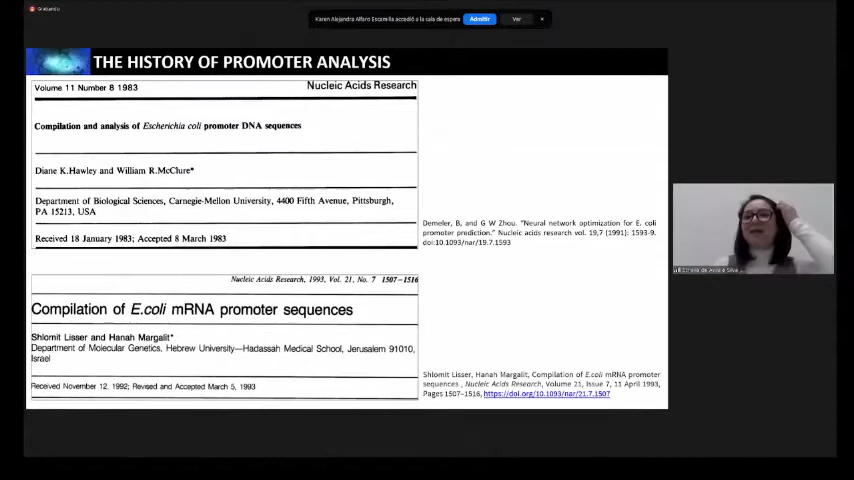 Grabando
Karen Alejandra Alfaro Escamilla accedió a la sala de espera
Admitir
Ver
THE HISTORY OF PROMOTER ANALYSIS
Volume 11 Number 8 1983
Nucleic Acids Research
Compilation and analysis of Escherichia coli promoter DNA sequences
Diane K.Hawley and William R.McClure*
Department of Biological Sciences, Carnegie-Mellon University, 4400 Fifth Avenue, Pittsburgh,
PA 15213, USA
Received 18 January 1983; Accepted 8 March 1983
Demeler, B, and G W Zhou. "Neural network optimization for E. coli
promoter prediction." Nucleic acids research vol. 19,7 (1991): 1593-9.
doi:10.1093/nar/19.7.1593
Nucleic Acids Research, 1993, Vol. 21, No. 7 1507–1516
Compilation of E.coli mRNA promoter sequences
Shlomit Lisser and Hanah Margalit*
Department of Molecular Genetics, Hebrew University—Hadassah Medical School, Jerusalem 91010,
Israel
Received November 12, 1992; Revised and Accepted March 5, 1993
Shlomit Lisser, Hanah Margalit, Compilation of E.coli mRNA promoter
sequences , Nucleic Acids Research, Volume 21, Issue 7, 11 April 1993,
Pages 1507–1516, https://doi.org/10.1093/nar/21.7.1507